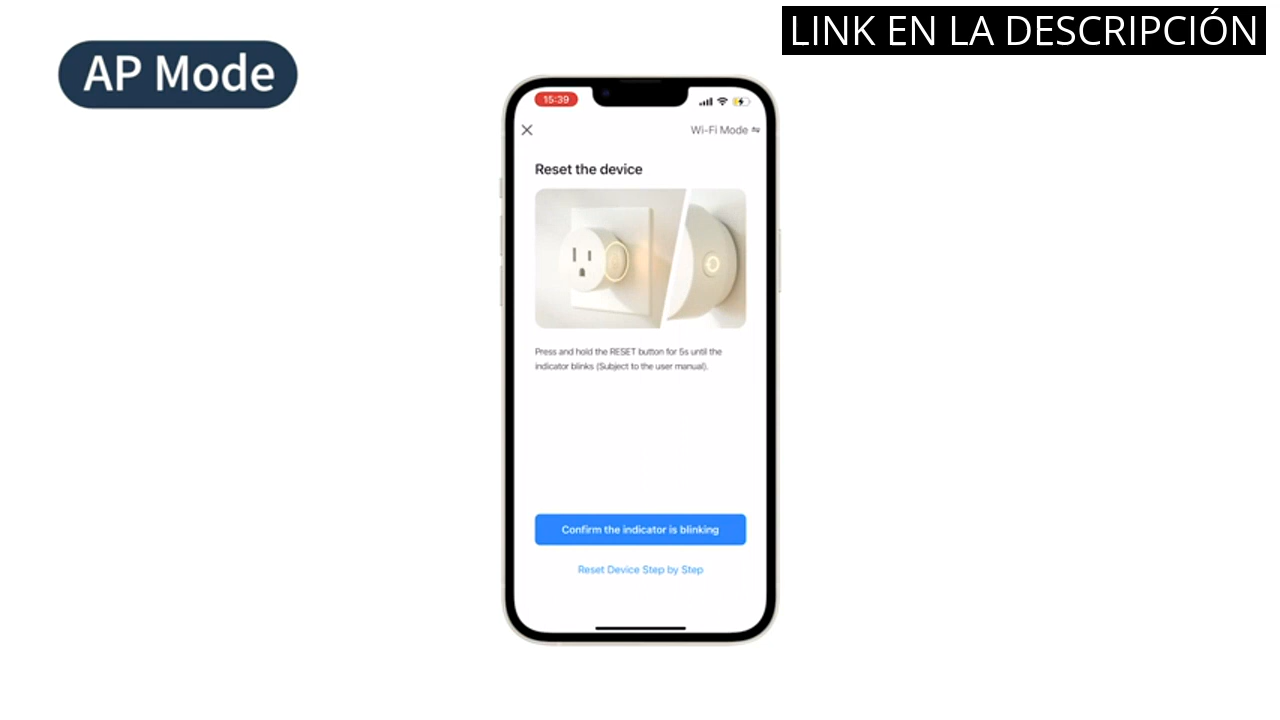 AP Mode
LINK EN LA DESCRIPCIÓN
15:39
Wi-Fi Mode
Reset the device
Press and hold the RESET button for 5s until the
indicator blinks (Subject to the user manual).
Confirm the indicator is blinking
Reset Device Step by Step